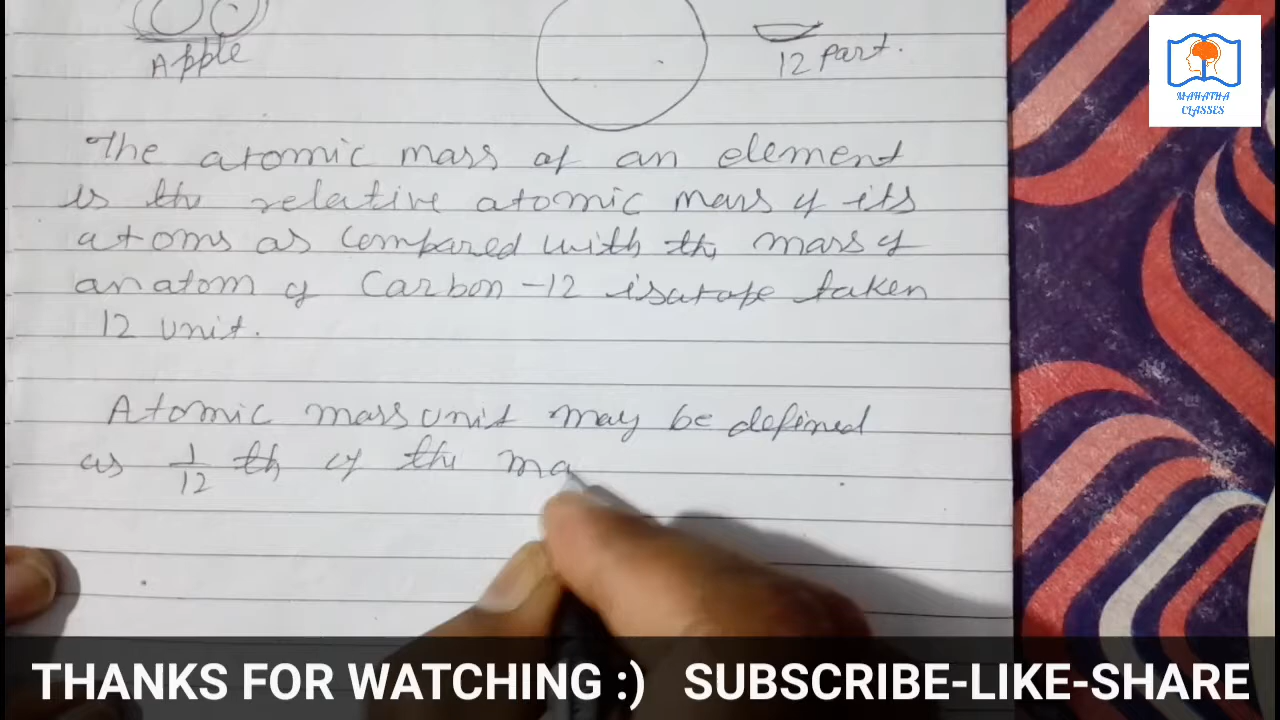 Apple
12 part.
MAHATHA
CLASSES
The atomic mass of an element
is the relative atomic mass of its
atoms as compared with the mass of
an atom of Carbon-12 isotope taken
12 unit.
Atomic mass unit may be defined
as 1/12 th of the ma
THANKS FOR WATCHING :) SUBSCRIBE-LIKE-SHARE